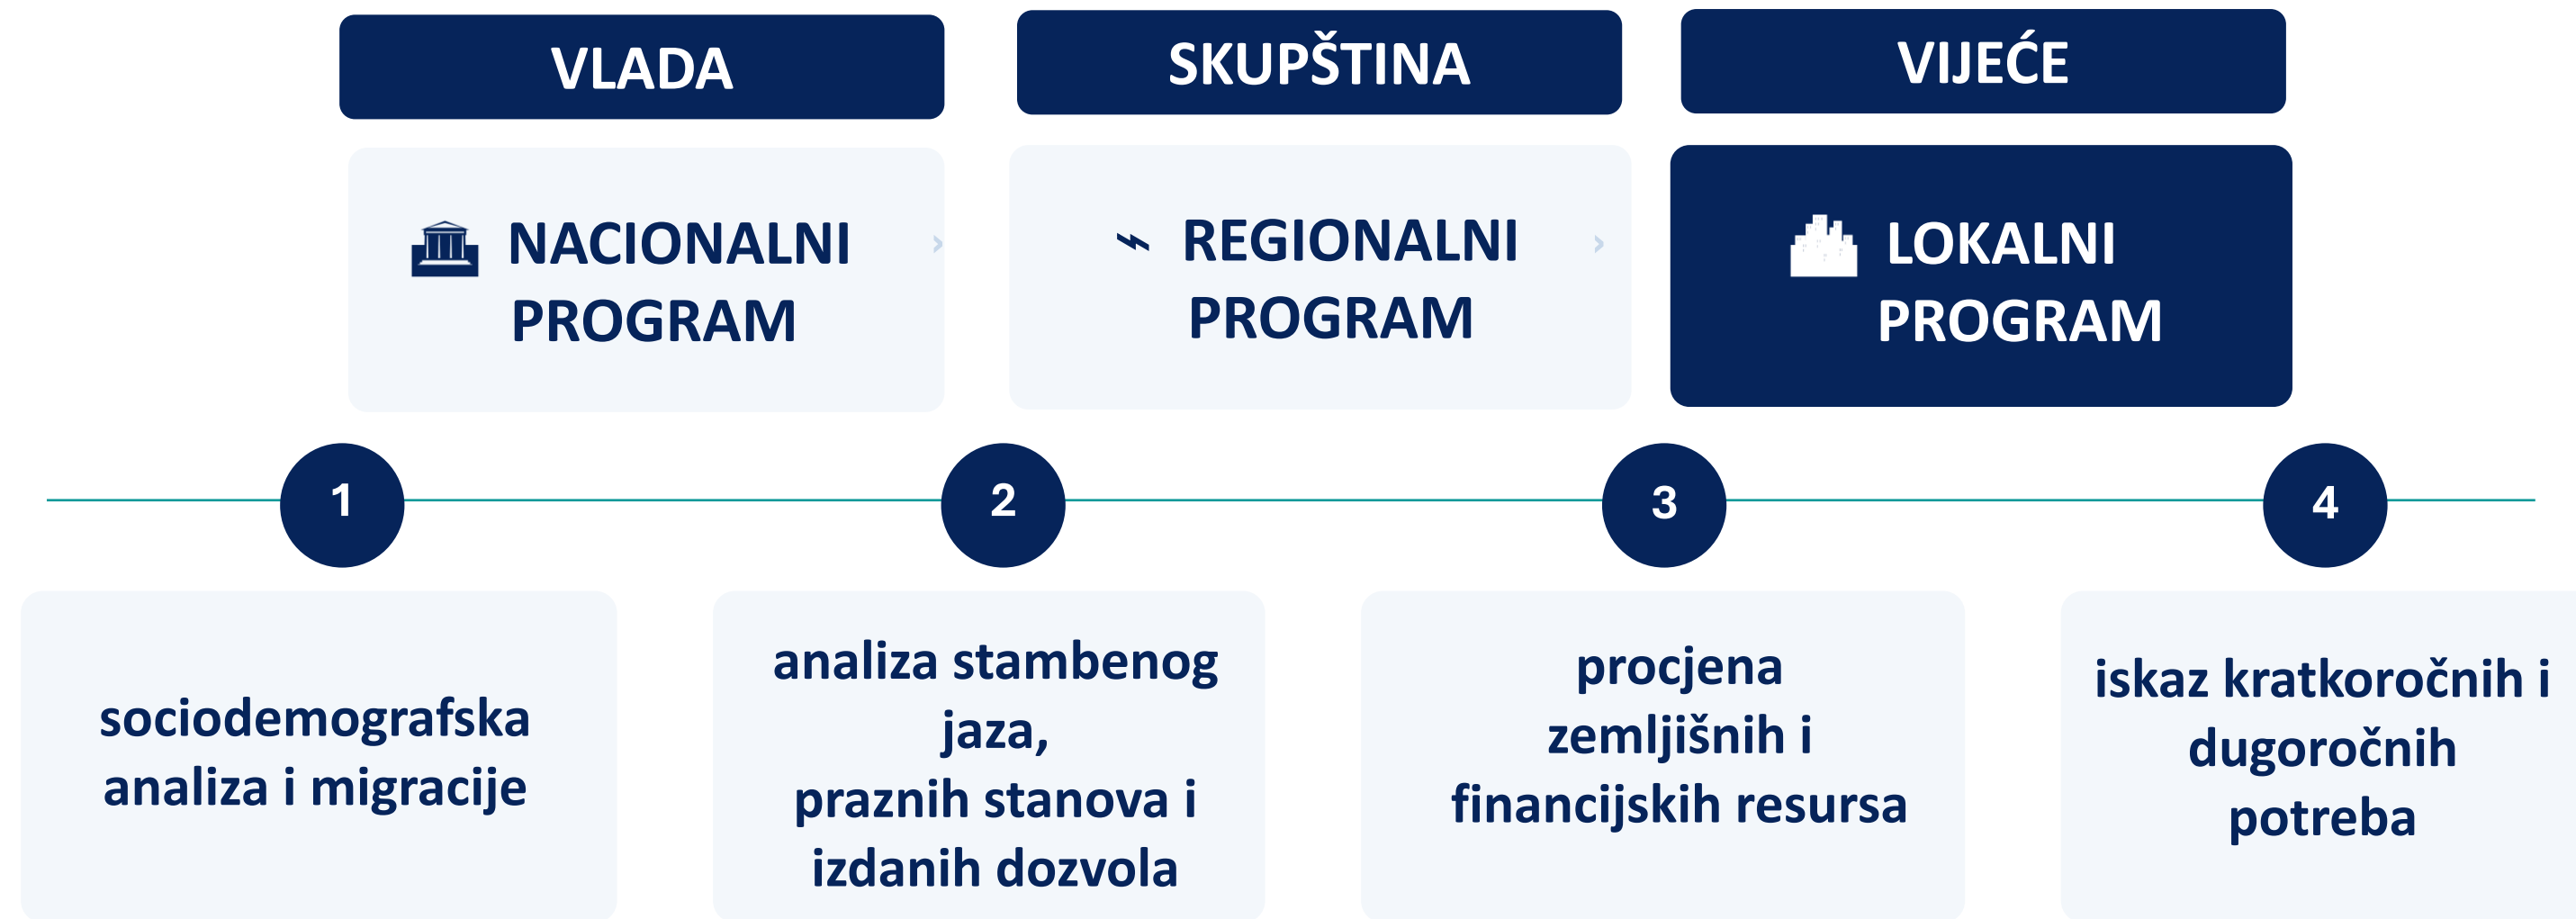 VLADA
SKUPŠTINA
VIJEĆE
NACIONALNI
PROGRAM
›
REGIONALNI
PROGRAM
›
LOKALNI
PROGRAM
1
2
3
4
sociodemografska
analiza i migracije
analiza stambenog
jaza,
praznih stanova i
izdanih dozvola
procjena
zemljišnih i
financijskih resursa
iskaz kratkoročnih i
dugoročnih
potreba